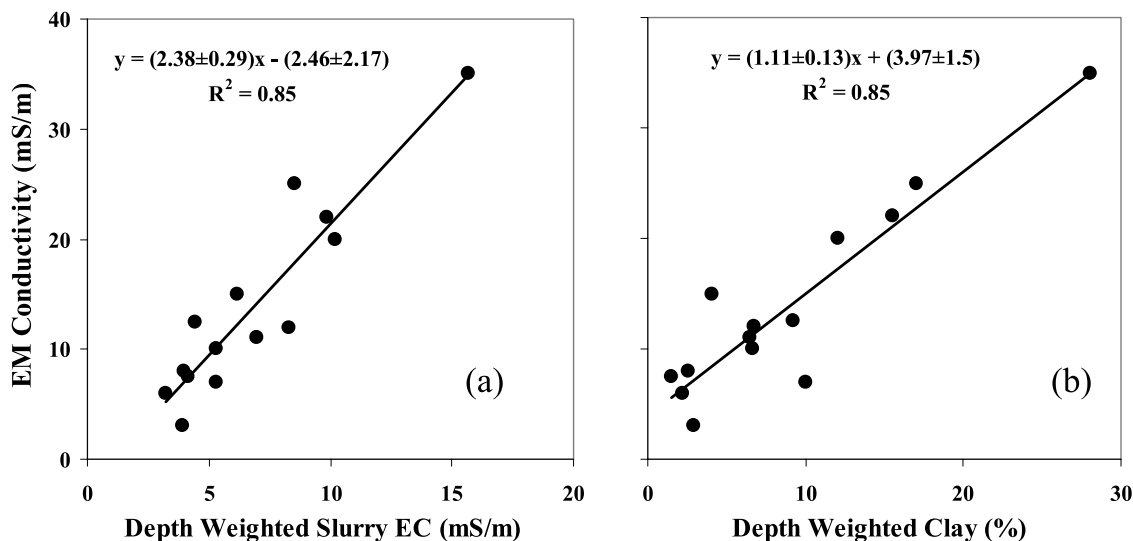 EM Conductivity (mS/m)
40
30
20
10
0
y = (2.38±0.29)x - (2.46±2.17)
R² = 0.85
(a)
0 5 10 15 20
Depth Weighted Slurry EC (mS/m)
y = (1.11±0.13)x + (3.97±1.5)
R² = 0.85
(b)
0 10 20 30
Depth Weighted Clay (%)